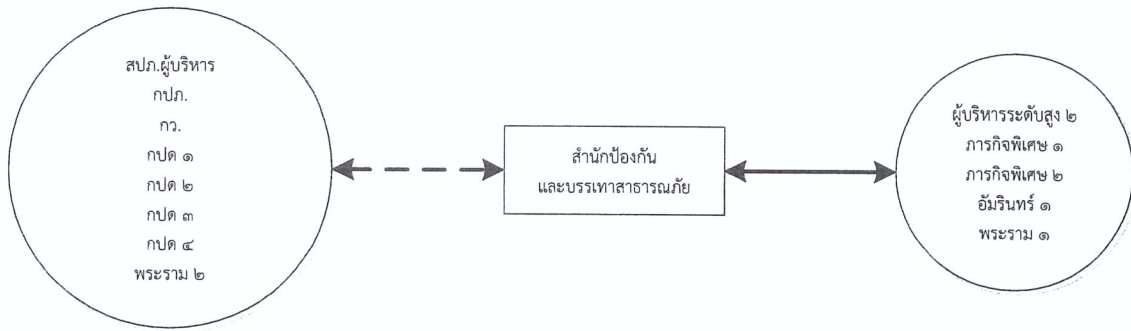 สปภ.ผู้บริหาร
กปภ.
กว.
กปด ๑
กปด ๒
กปด ๓
กปด ๔
พระราม ๒
สำนักป้องกัน
และบรรเทาสาธารณภัย
ผู้บริหารระดับสูง ๒
ภารกิจพิเศษ ๑
ภารกิจพิเศษ ๒
อัมรินทร์ ๑
พระราม ๑